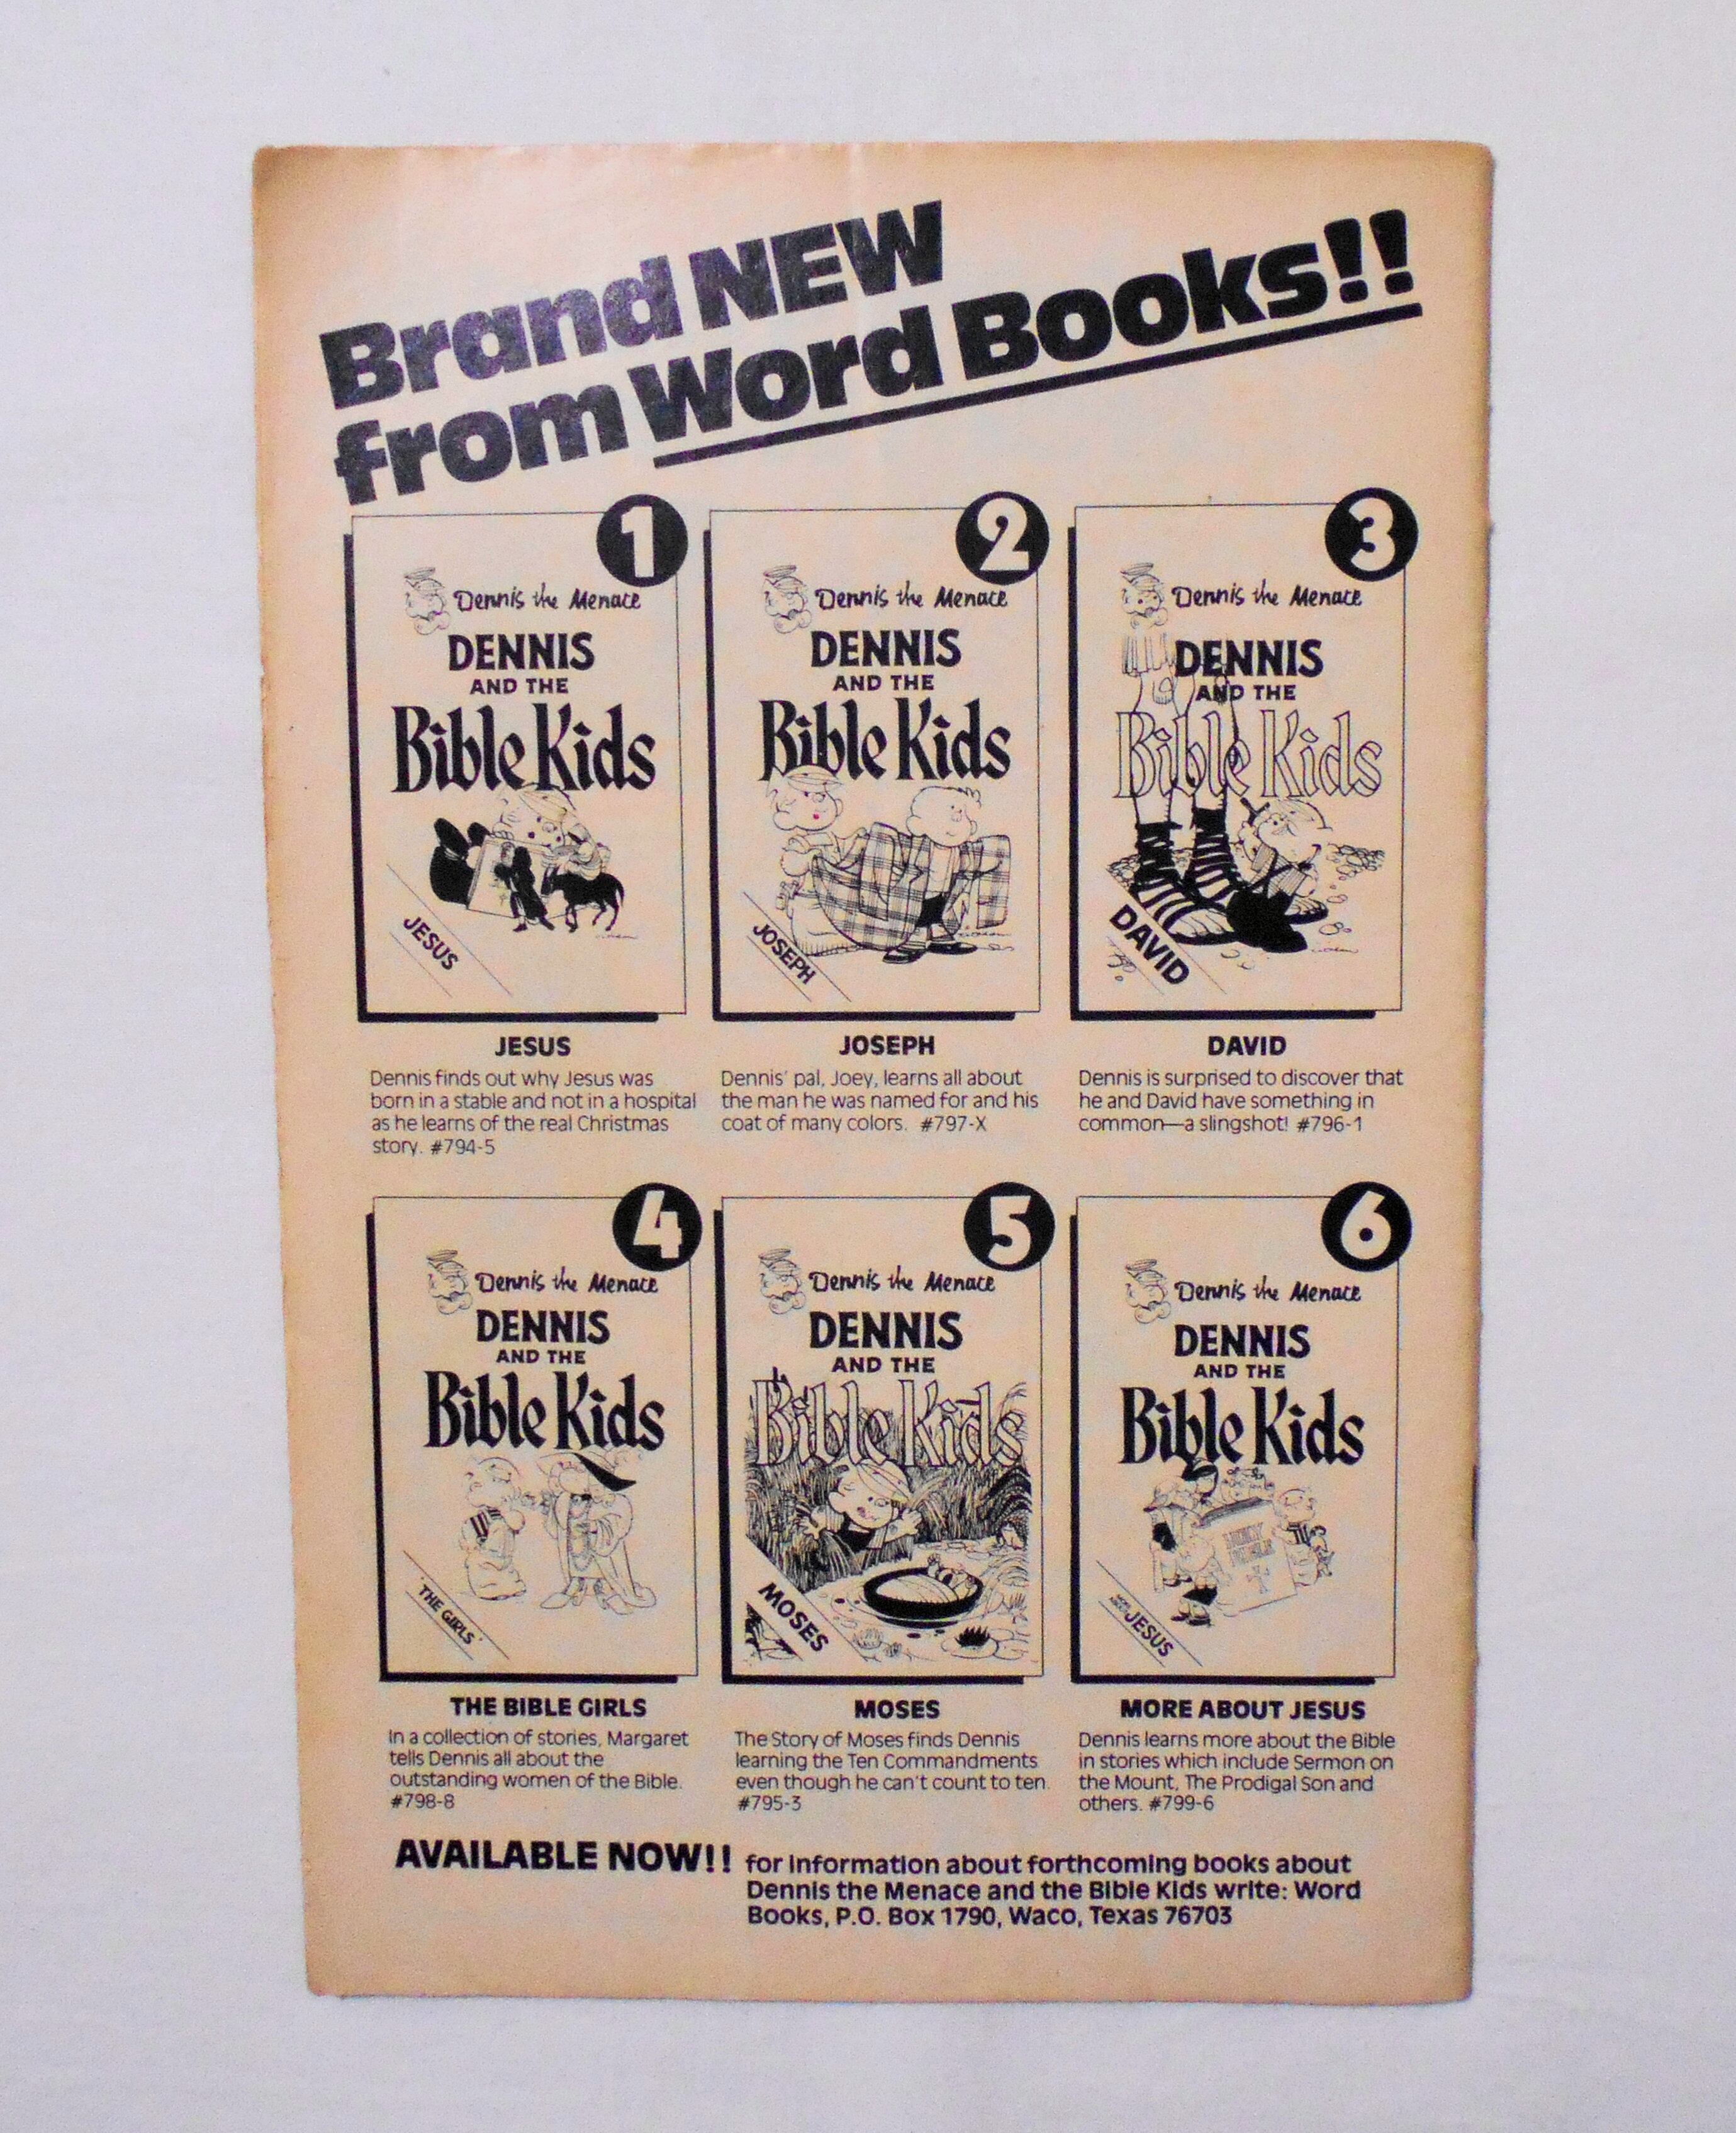 Brand NEW
from Word Books!!
1
Dennis the Menace
DENNIS
AND THE
Bible Kids
JESUS
2
Dennis the Menace
DENNIS
AND THE
Bible Kids
JOSEPH
3
Dennis the Menace
DENNIS
AND THE
Bible Kids
DAVID
JESUS
Dennis finds out why Jesus was
born in a stable and not in a hospital
as he learns of the real Christmas
story. #794-5
JOSEPH
Dennis' pal, Joey, learns all about
the man he was named for and his
coat of many colors. #797-X
DAVID
Dennis is surprised to discover that
he and David have something in
common—a slingshot! #796-1
4
Dennis the Menace
DENNIS
AND THE
Bible Kids
'THE GIRLS'
5
Dennis the Menace
DENNIS
AND THE
Bible Kids
MOSES
6
Dennis the Menace
DENNIS
AND THE
Bible Kids
HOLY
BIBLE
JESUS
THE BIBLE GIRLS
In a collection of stories, Margaret
tells Dennis all about the
outstanding women of the Bible.
#798-8
MOSES
The Story of Moses finds Dennis
learning the Ten Commandments
even though he can't count to ten.
#795-3
MORE ABOUT JESUS
Dennis learns more about the Bible
in stories which include Sermon on
the Mount, The Prodigal Son and
others. #799-6
AVAILABLE NOW!! for information about forthcoming books about
Dennis the Menace and the Bible Kids write: Word
Books, P.O. Box 1790, Waco, Texas 76703